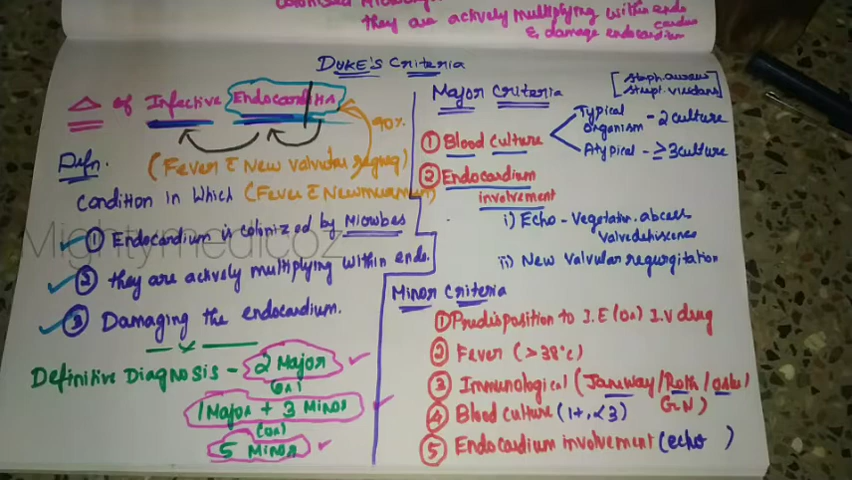 they are actively multiplying within endo
cardium
& damage endocardium
DUKE'S Criteria
△ of Infective Endocarditis
90%
Defn.
(Fever c̄ New valvular regurg)
Condition in which (Fever c̄ New murmur)
① Endocardium is colonized by Microbes
② they are actively multiplying within endo.
③ Damaging the endocardium.
Definitive Diagnosis - 2 Major
(or)
1 Major + 3 Minor
(or)
5 Minor
Major Criteria
[Staph. aureus
Strept. viridans]
① Blood Culture
Typical organism - 2 culture
Atypical - ≥ 3 culture
② Endocardium
involvement
i) Echo - Vegetation. abcess
Valve dehiscence
ii) New valvular regurgitation
Minor Criteria
① Predisposition to I.E (or) I.V drug
② Fever (>38°c)
③ Immunological (Janeway/Roth/osler
G.N)
④ Blood culture (1+, <3)
⑤ Endocardium involvement (echo )
Mightymedicoz